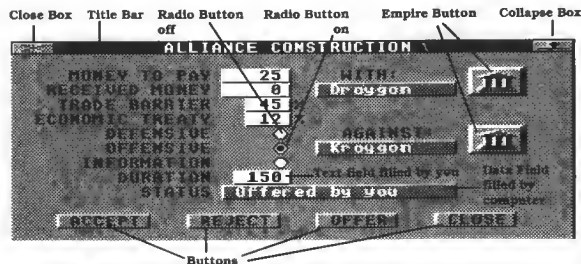 Close Box Title Bar Radio Button off Radio Button on Empire Button Collapse Box
ALLIANCE CONSTRUCTION
MONEY TO PAY 25 WITH:
RECEIVED MONEY 0 Draygon
TRADE BARRIER 45 %
ECONOMIC TREATY 12 %
DEFENSIVE AGAINST:
OFFENSIVE Kroygon
INFORMATION
DURATION 150 Text field filled by you
STATUS Offered by you Data Field filled by computer
ACCEPT REJECT OFFER CLOSE
Buttons